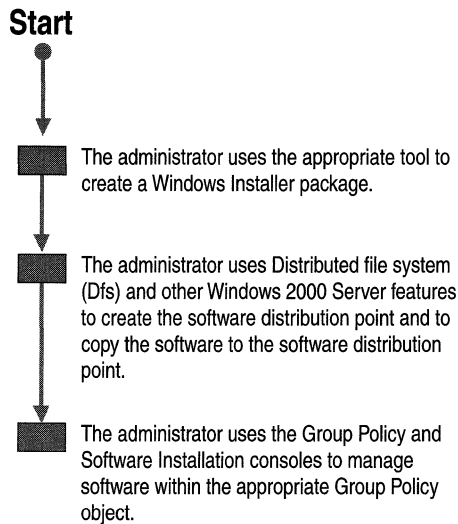 Start
The administrator uses the appropriate tool to
create a Windows Installer package.
The administrator uses Distributed file system
(Dfs) and other Windows 2000 Server features
to create the software distribution point and to
copy the software to the software distribution
point.
The administrator uses the Group Policy and
Software Installation consoles to manage
software within the appropriate Group Policy
object.